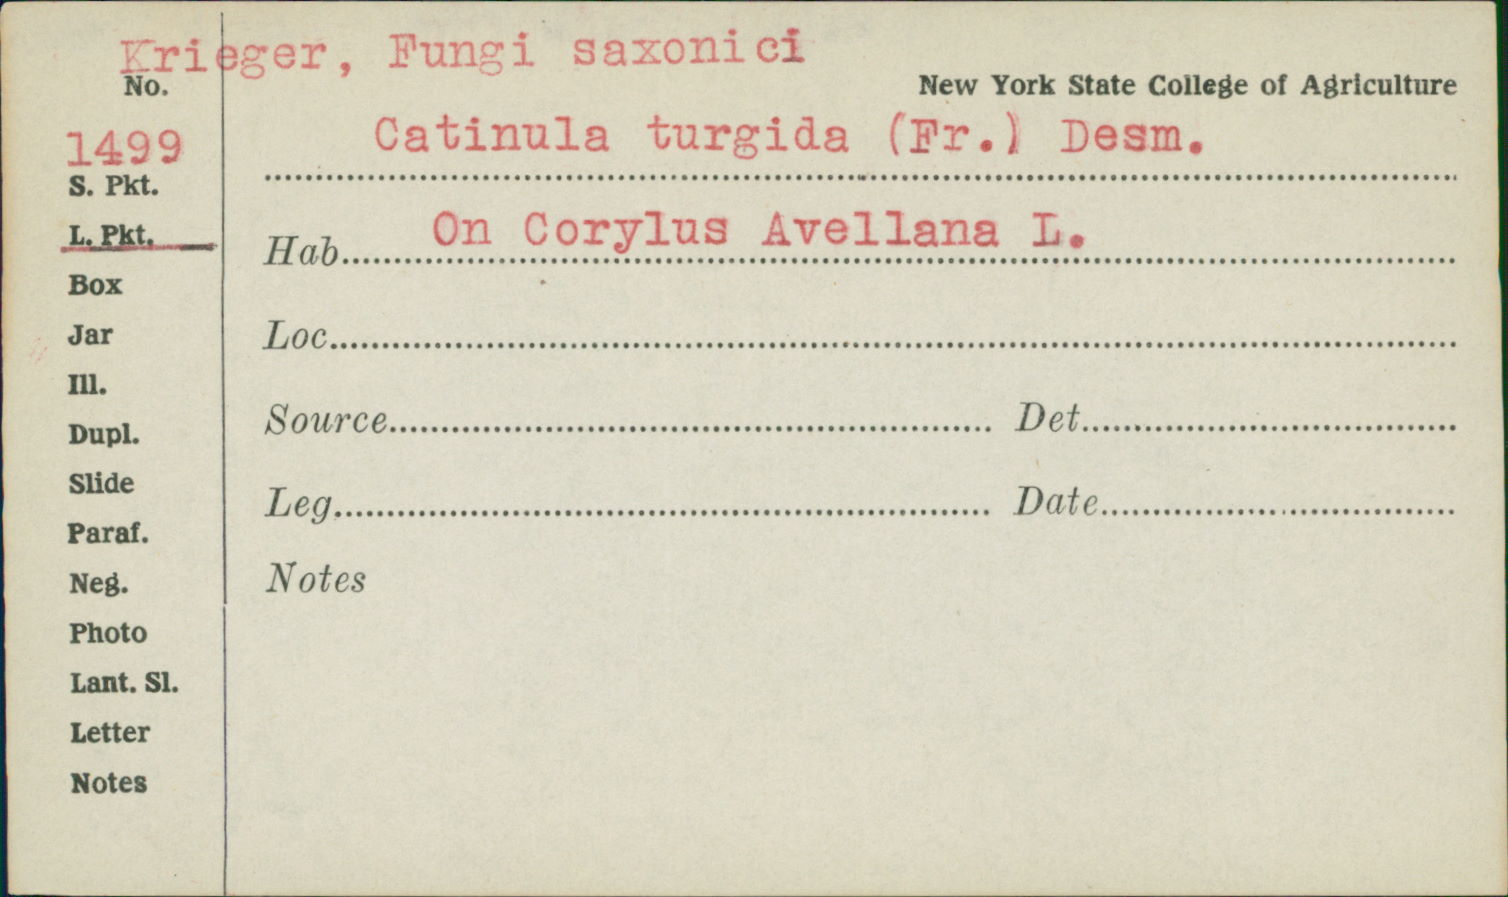 Krieger, Fungi saxonici
No.
New York State College of Agriculture
1499
Catinula turgida (Fr.) Desm.
S. Pkt.
L. Pkt.
Hab. On Corylus Avellana L.
Box
Jar
Loc.
Ill.
Dupl.
Source Det.
Slide
Leg. Date
Paraf.
Neg.
Notes
Photo
Lant. Sl.
Letter
Notes